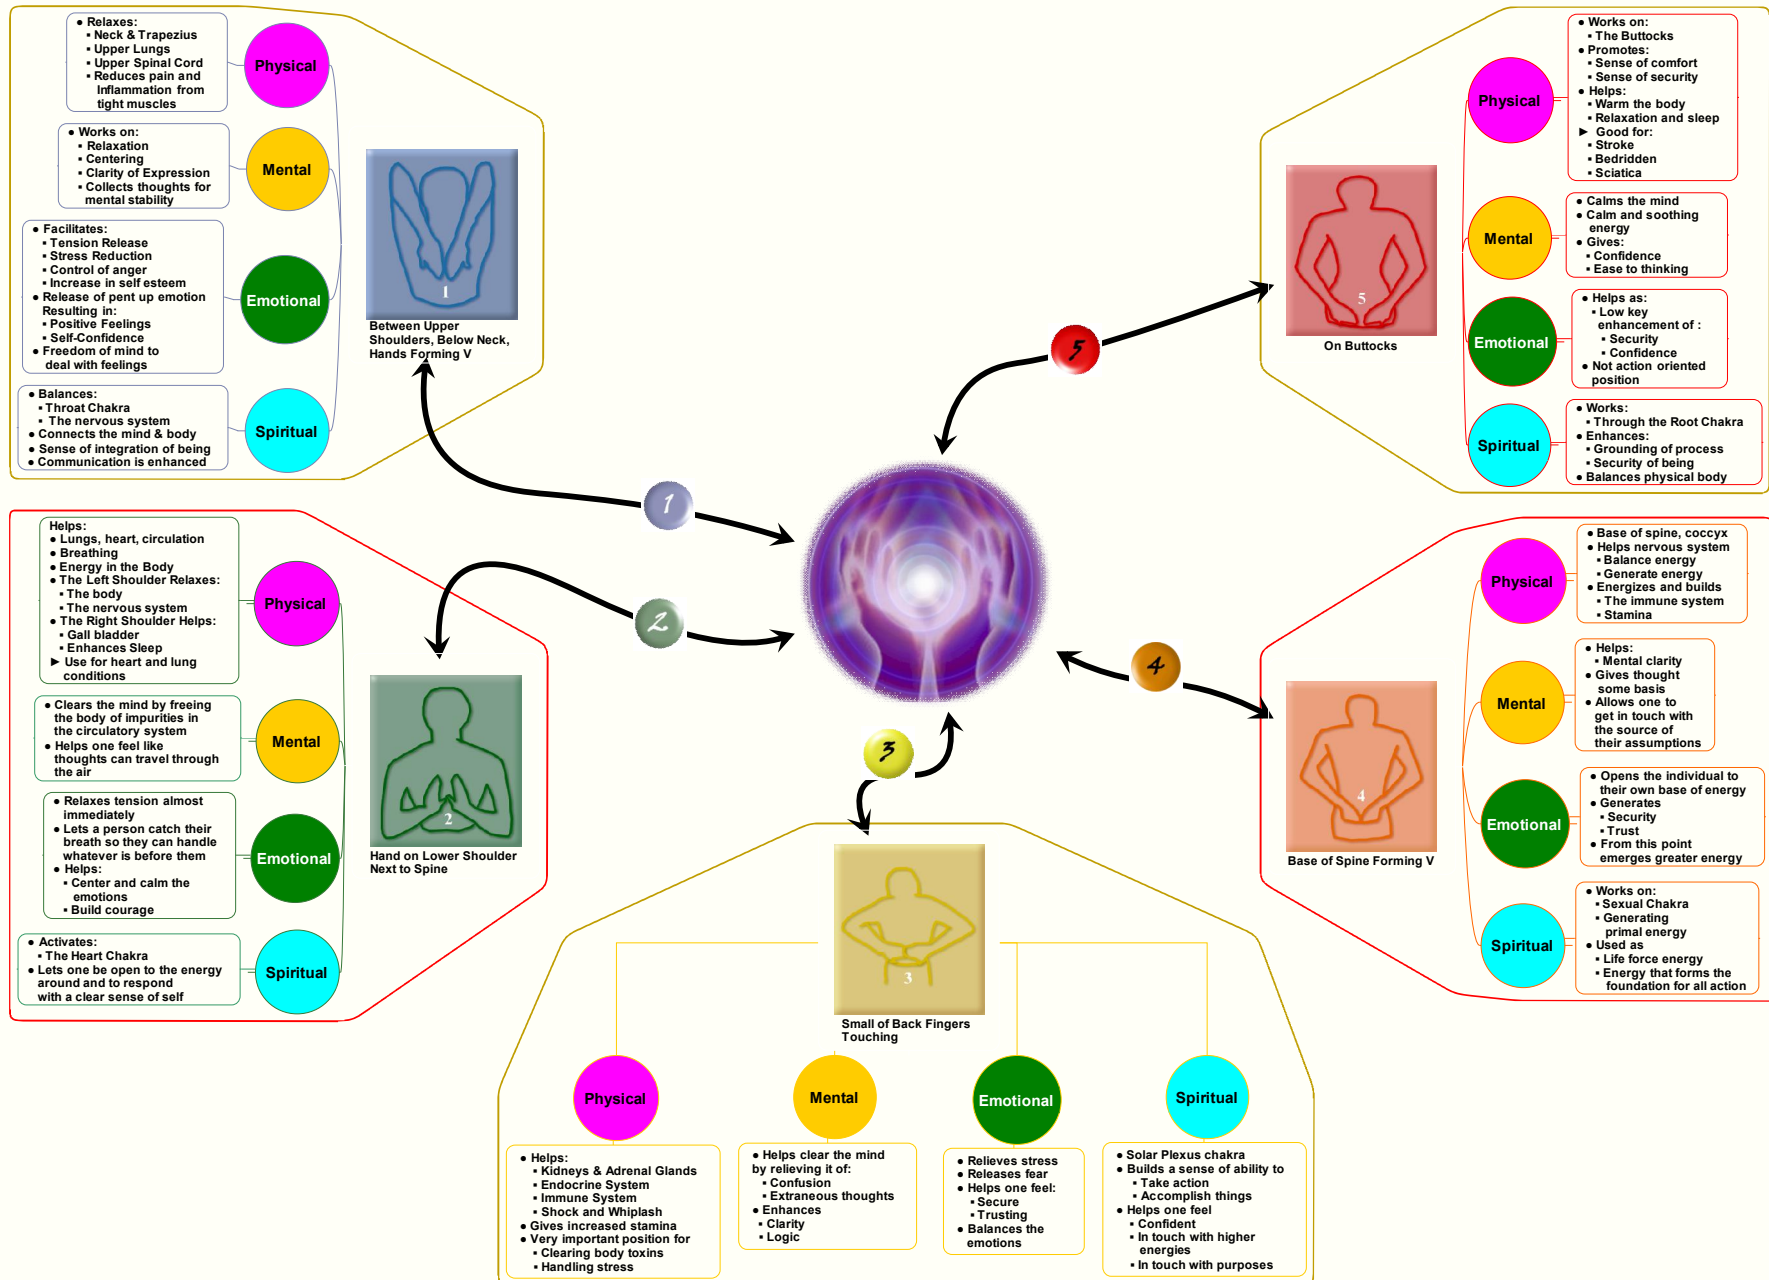 ● Relaxes:
▪ Neck & Trapezius
▪ Upper Lungs
▪ Upper Spinal Cord
▪ Reduces pain and
Inflammation from
tight muscles
Physical
● Works on:
▪ Relaxation
▪ Centering
▪ Clarity of Expression
▪ Collects thoughts for
mental stability
Mental
● Facilitates:
▪ Tension Release
▪ Stress Reduction
▪ Control of anger
▪ Increase in self esteem
● Release of pent up emotion
Resulting in:
▪ Positive Feelings
▪ Self-Confidence
● Freedom of mind to
deal with feelings
Emotional
● Balances:
▪ Throat Chakra
▪ The nervous system
● Connects the mind & body
● Sense of integration of being
● Communication is enhanced
Spiritual
1
Between Upper
Shoulders, Below Neck,
Hands Forming V
1
Helps:
● Lungs, heart, circulation
● Breathing
● Energy in the Body
● The Left Shoulder Relaxes:
▪ The body
▪ The nervous system
● The Right Shoulder Helps:
▪ Gall bladder
▪ Enhances Sleep
► Use for heart and lung
conditions
Physical
● Clears the mind by freeing
the body of impurities in
the circulatory system
● Helps one feel like
thoughts can travel through
the air
Mental
● Relaxes tension almost
immediately
● Lets a person catch their
breath so they can handle
whatever is before them
● Helps:
▪ Center and calm the
emotions
▪ Build courage
Emotional
● Activates:
▪ The Heart Chakra
● Lets one be open to the energy
around and to respond
with a clear sense of self
Spiritual
2
Hand on Lower Shoulder
Next to Spine
2
3
3
Small of Back Fingers
Touching
Physical
● Helps:
▪ Kidneys & Adrenal Glands
▪ Endocrine System
▪ Immune System
▪ Shock and Whiplash
● Gives increased stamina
● Very important position for
▪ Clearing body toxins
▪ Handling stress
Mental
● Helps clear the mind
by relieving it of:
▪ Confusion
▪ Extraneous thoughts
● Enhances
▪ Clarity
▪ Logic
Emotional
● Relieves stress
● Releases fear
● Helps one feel:
▪ Secure
▪ Trusting
● Balances the
emotions
Spiritual
● Solar Plexus chakra
● Builds a sense of ability to
▪ Take action
▪ Accomplish things
● Helps one feel
▪ Confident
▪ In touch with higher
energies
▪ In touch with purposes
4
4
Base of Spine Forming V
Physical
● Base of spine, coccyx
● Helps nervous system
▪ Balance energy
▪ Generate energy
● Energizes and builds
▪ The immune system
▪ Stamina
Mental
● Helps:
▪ Mental clarity
● Gives thought
some basis
● Allows one to
get in touch with
the source of
their assumptions
Emotional
● Opens the individual to
their own base of energy
● Generates
▪ Security
▪ Trust
● From this point
emerges greater energy
Spiritual
● Works on:
▪ Sexual Chakra
▪ Generating
primal energy
● Used as
▪ Life force energy
▪ Energy that forms the
foundation for all action
5
5
On Buttocks
Physical
● Works on:
▪ The Buttocks
● Promotes:
▪ Sense of comfort
▪ Sense of security
● Helps:
▪ Warm the body
▪ Relaxation and sleep
► Good for:
▪ Stroke
▪ Bedridden
▪ Sciatica
Mental
● Calms the mind
● Calm and soothing
energy
● Gives:
▪ Confidence
▪ Ease to thinking
Emotional
● Helps as:
▪ Low key
enhancement of :
▪ Security
▪ Confidence
● Not action oriented
position
Spiritual
● Works:
▪ Through the Root Chakra
● Enhances:
▪ Grounding of process
▪ Security of being
● Balances physical body